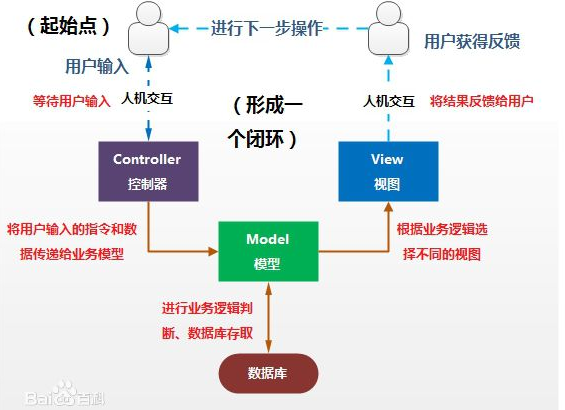 （起始点）
进行下一步操作
用户输入
用户获得反馈
等待用户输入
人机交互
（形成一
个闭环）
人机交互
将结果反馈给用户
Controller
控制器
View
视图
将用户输入的指令和数
据传递给业务模型
Model
模型
根据业务逻辑选
择不同的视图
进行业务逻辑判
断、数据库存取
数据库
Baidu百科